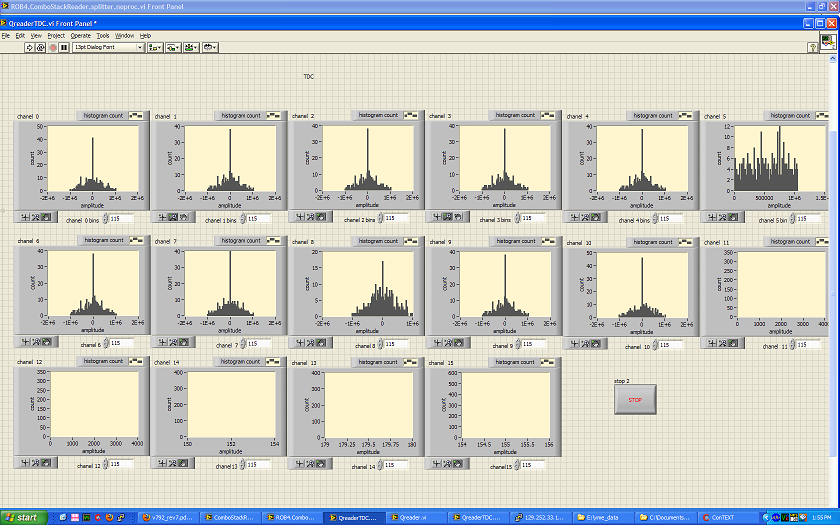 ROB4.ComboStackReader.splitter.noproc.vi Front Panel
QreaderTDC.vi Front Panel *
File Edit View Project Operate Tools Window Help
13pt Dialog Font
TDC
chanel 0 histogram count chanel 1 histogram count chanel 2 histogram count chanel 3 histogram count chanel 4 histogram count chanel 5 histogram count
50 40 30 20 10 0 count -2E+6 -1E+6 0 1E+6 2E+6 amplitude
40 30 20 10 0 count -2E+6 -1E+6 0 1E+6 2E+6 amplitude
40 30 20 10 0 count -2E+6 -1E+6 0 1E+6 2E+6 amplitude
40 30 20 10 0 count -2E+6 -1E+6 0 1E+6 2E+6 amplitude
40 30 20 10 0 count -2E+6 -1E+6 0 1E+6 2E+6 amplitude
12 10 8 6 4 2 0 count 0 500000 1E+6 amplitude
chanel 0 bins 115 chanel 1 bins 115 chanel 2 bins 115 chanel 3 bins 115 chanel 4 bins 115 chanel 5 bin 115
chanel 6 histogram count chanel 7 histogram count chanel 8 histogram count chanel 9 histogram count chanel 10 histogram count chanel 11 histogram count
40 30 20 10 0 count -2E+6 -1E+6 0 1E+6 2E+6 amplitude
40 30 20 10 0 count -2E+6 -1E+6 0 1E+6 2E+6 amplitude
20 15 10 5 0 count -2E+6 -1E+6 0 1E+6 amplitude
40 30 20 10 0 count -2E+6 -1E+6 0 1E+6 2E+6 amplitude
50 40 30 20 10 0 count -2E+6 -1E+6 0 1E+6 2E+6 amplitude
350 300 250 200 150 100 50 0 count 0 1000 2000 3000 amplitude
chanel 6 115 chanel 7 115 chanel 8 115 chanel 9 115 chanel 10 115 chanel 11 115
chanel 12 histogram count chanel 14 histogram count chanel 13 histogram count chanel 15 histogram count
350 300 250 200 150 100 50 0 count 0 1000 2000 3000 4000 amplitude
400 300 200 100 0 count 150 152 154 amplitude
400 300 200 100 0 count 179 179.25 179.5 179.75 180 amplitude
600 500 400 300 200 100 0 count 154 154.5 155 155.5 156 amplitude
chanel 12 115 chanel13 115 chanel 14 115 chanel15 115
stop 2
STOP
start v792_rev7.pd... ComboStackR... ROB4.Combo... QreaderTDC.... Qreader.vi QreaderTDC.... 129.252.33.1... E:\vme_data C:\Documents... ConTEXT 1:55 PM